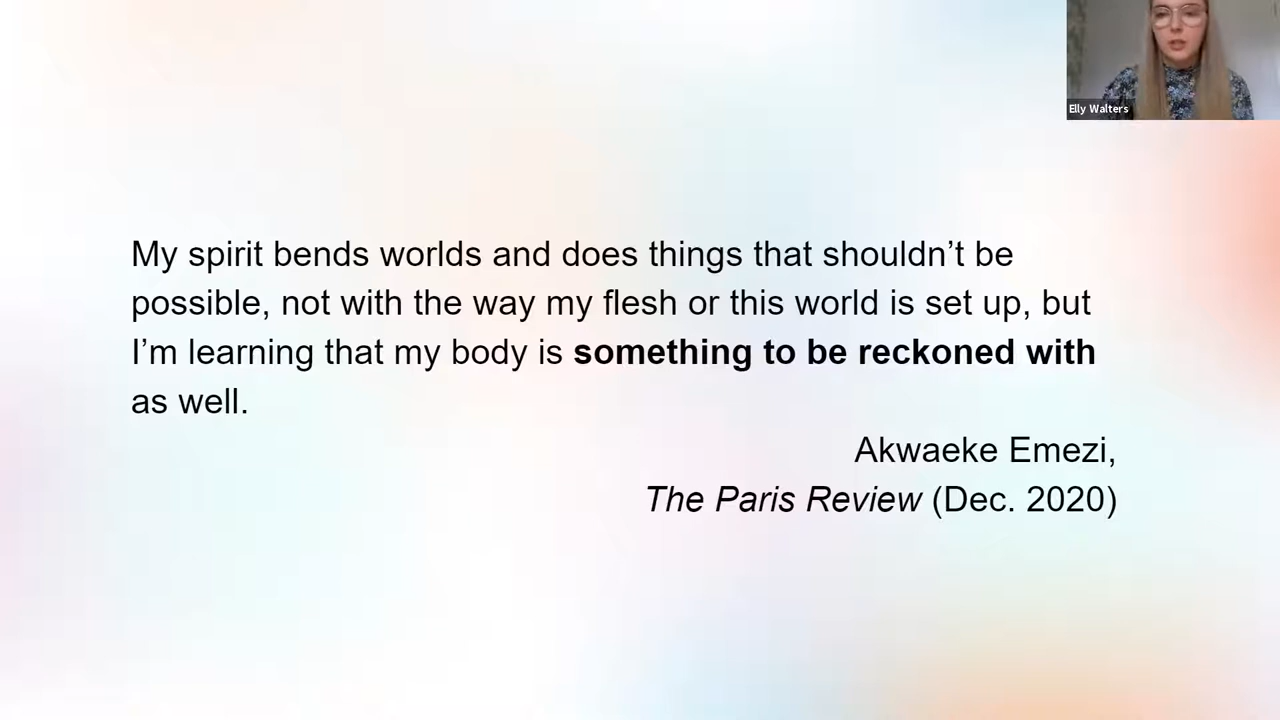 Elly Walters
My spirit bends worlds and does things that shouldn’t be
possible, not with the way my flesh or this world is set up, but
I’m learning that my body is something to be reckoned with
as well.
Akwaeke Emezi,
The Paris Review (Dec. 2020)